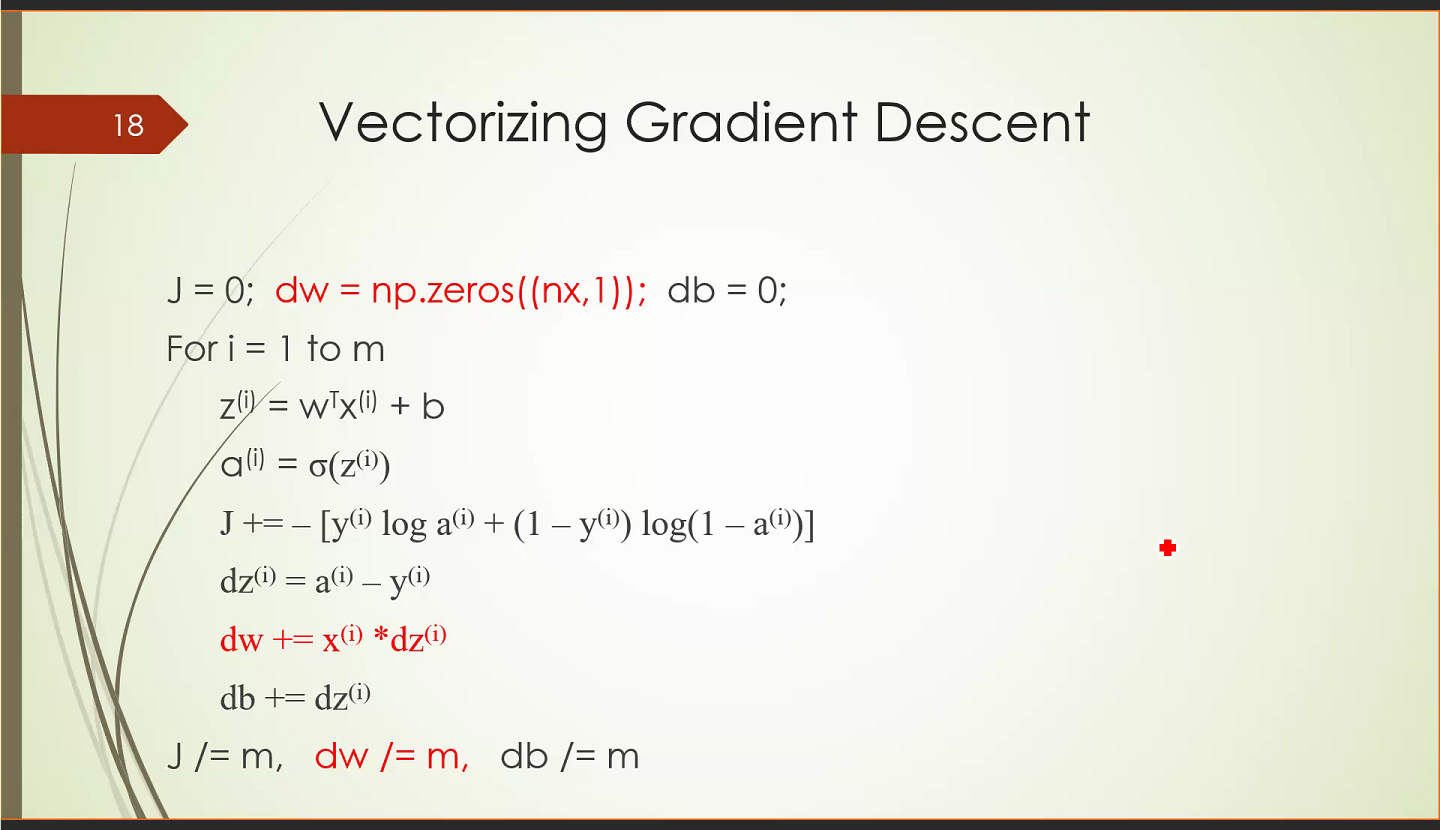 18
Vectorizing Gradient Descent
J = 0; dw = np.zeros((nx,1)); db = 0;
For i = 1 to m
z⁽ⁱ⁾ = wᵀx⁽ⁱ⁾ + b
a⁽ⁱ⁾ = σ(z⁽ⁱ⁾)
J += – [y⁽ⁱ⁾ log a⁽ⁱ⁾ + (1 – y⁽ⁱ⁾) log(1 – a⁽ⁱ⁾)]
dz⁽ⁱ⁾ = a⁽ⁱ⁾ – y⁽ⁱ⁾
dw += x⁽ⁱ⁾ *dz⁽ⁱ⁾
db += dz⁽ⁱ⁾
J /= m, dw /= m, db /= m